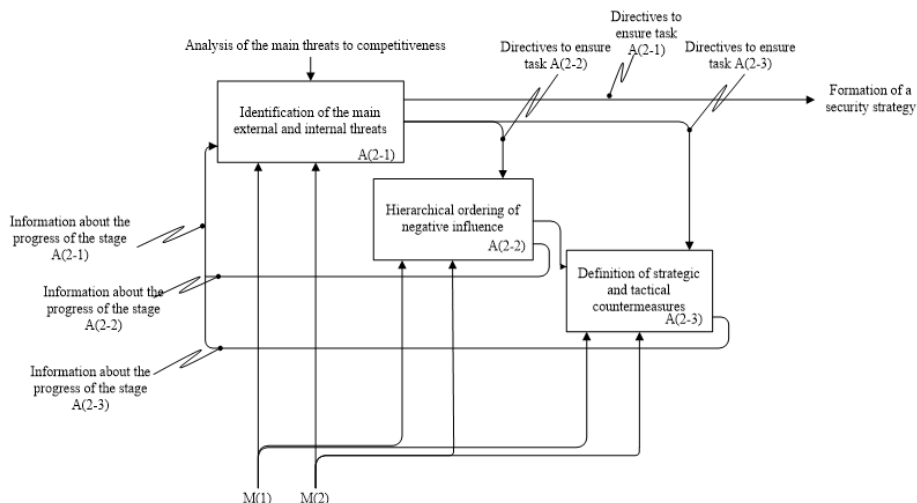 Directives to
ensure task
A(2-1)
Analysis of the main threats to competitiveness
Directives to ensure
task A(2-2)
Directives to ensure
task A(2-3)
Formation of a
security strategy
Identification of the main
external and internal threats
A(2-1)
Hierarchical ordering of
negative influence
A(2-2)
Information about the
progress of the stage
A(2-1)
Definition of strategic
and tactical
countermeasures
A(2-3)
Information about the
progress of the stage
A(2-2)
Information about the
progress of the stage
A(2-3)
M(1)
M(2)